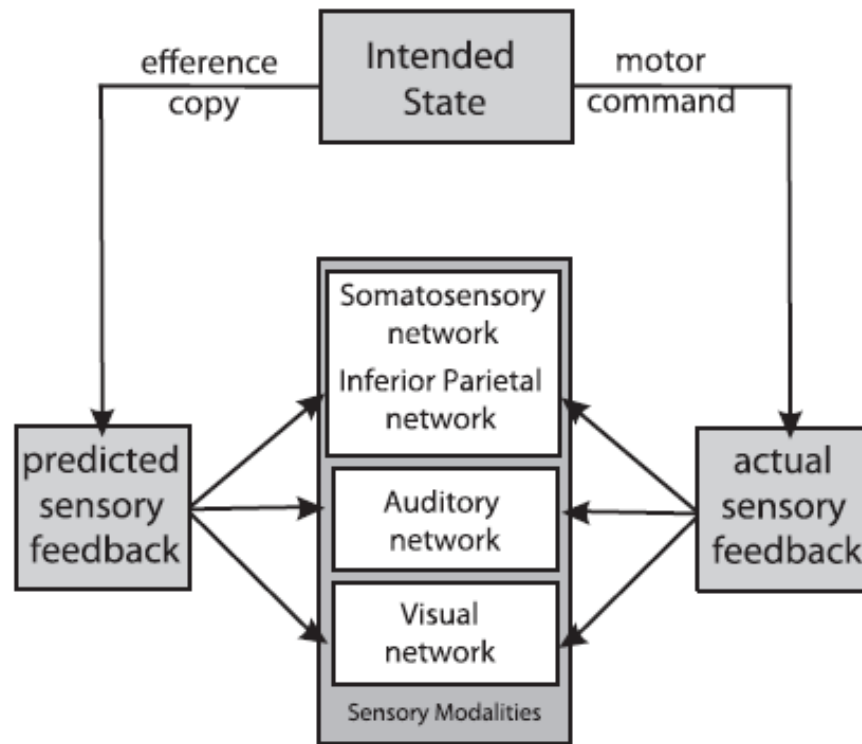 efference
copy
Intended
State
motor
command
Somatosensory
network
Inferior Parietal
network
predicted
sensory
feedback
Auditory
network
actual
sensory
feedback
Visual
network
Sensory Modalities